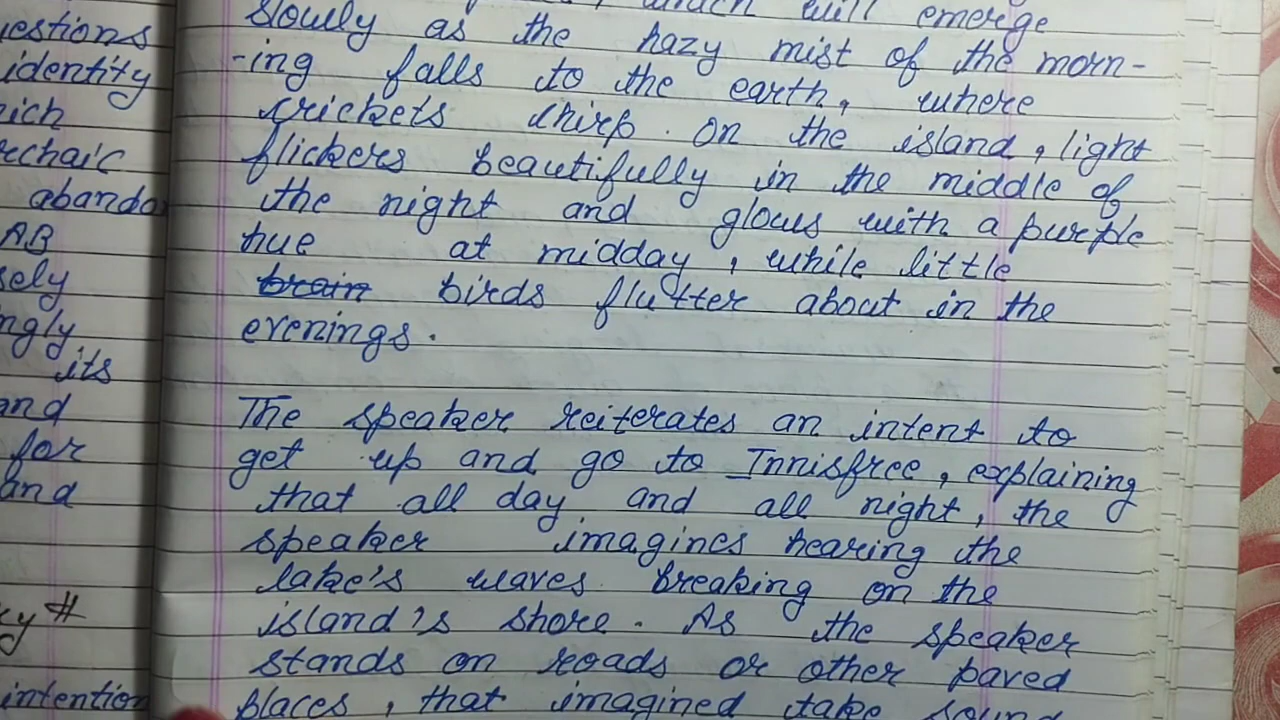 estions
identity
ich
rchaic
abando
AB
sely
ngly
its
and
for
and
cy #
intention
which will emerge
slowly as the hazy mist of the morn-
-ing falls to the earth, where
crickets chirp. On the island, light
flickers beautifully in the middle of
the night and glows with a purple
hue at midday, while little
brain birds flutter about in the
evenings.
The speaker reiterates an intent to
get up and go to Innisfree, explaining
that all day and all night, the
speaker imagines hearing the
lake's waves breaking on the
island's shore. As the speaker
stands on roads or other paved
places, that imagined lake sound